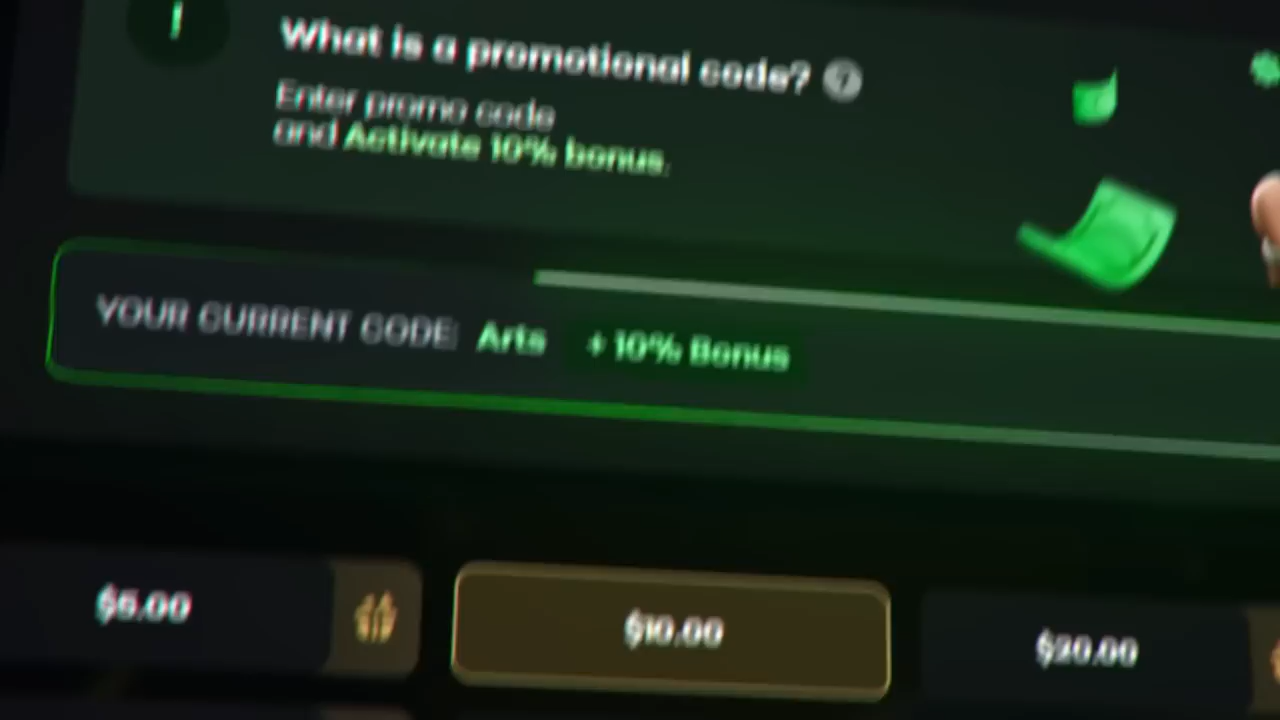 What is a promotional code? ?
Enter promo code
and Activate 10% bonus.
YOUR CURRENT CODE: Arts + 10% Bonus
$5.00 $10.00 $20.00